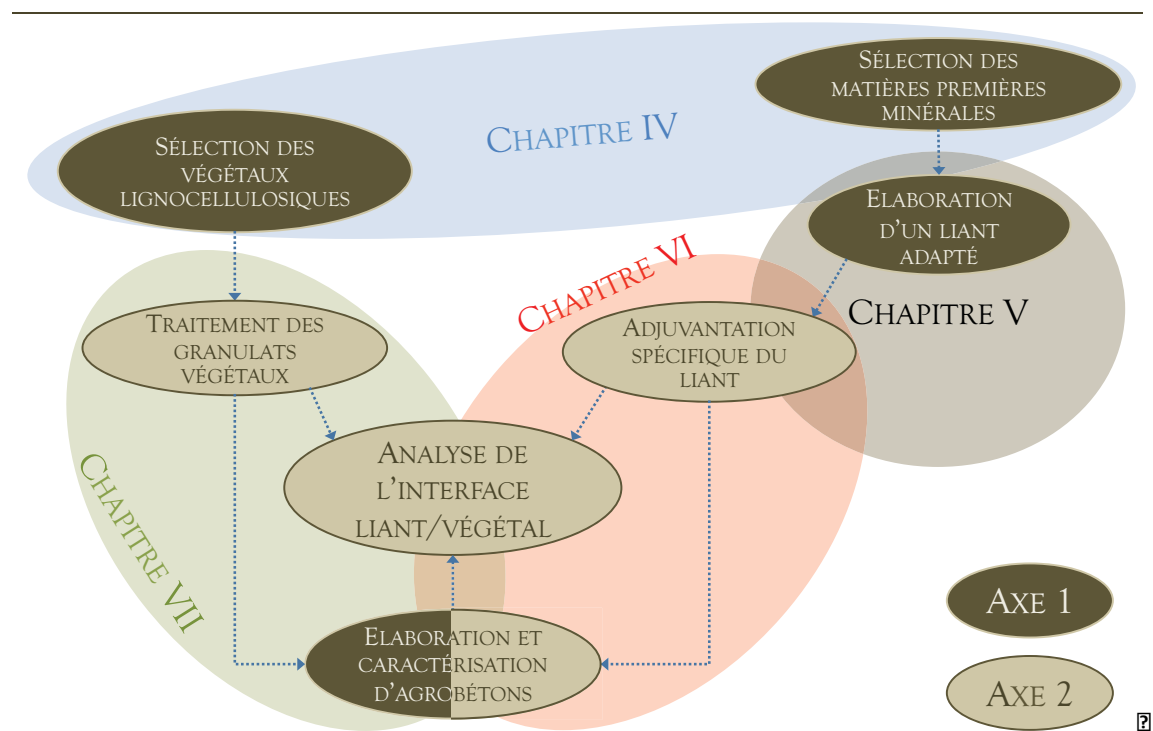 SÉLECTION DES
MATIÈRES PREMIÈRES
MINÉRALES
CHAPITRE IV
SÉLECTION DES
VÉGÉTAUX
LIGNOCELLULOSIQUES
ELABORATION
D'UN LIANT
ADAPTÉ
CHAPITRE VI
CHAPITRE V
TRAITEMENT DES
GRANULATS
VÉGÉTAUX
ADJUVANTATION
SPÉCIFIQUE DU
LIANT
ANALYSE DE
L'INTERFACE
LIANT/VÉGÉTAL
CHAPITRE VII
ELABORATION ET
CARACTÉRISATION
D'AGROBÉTONS
AXE 1
AXE 2